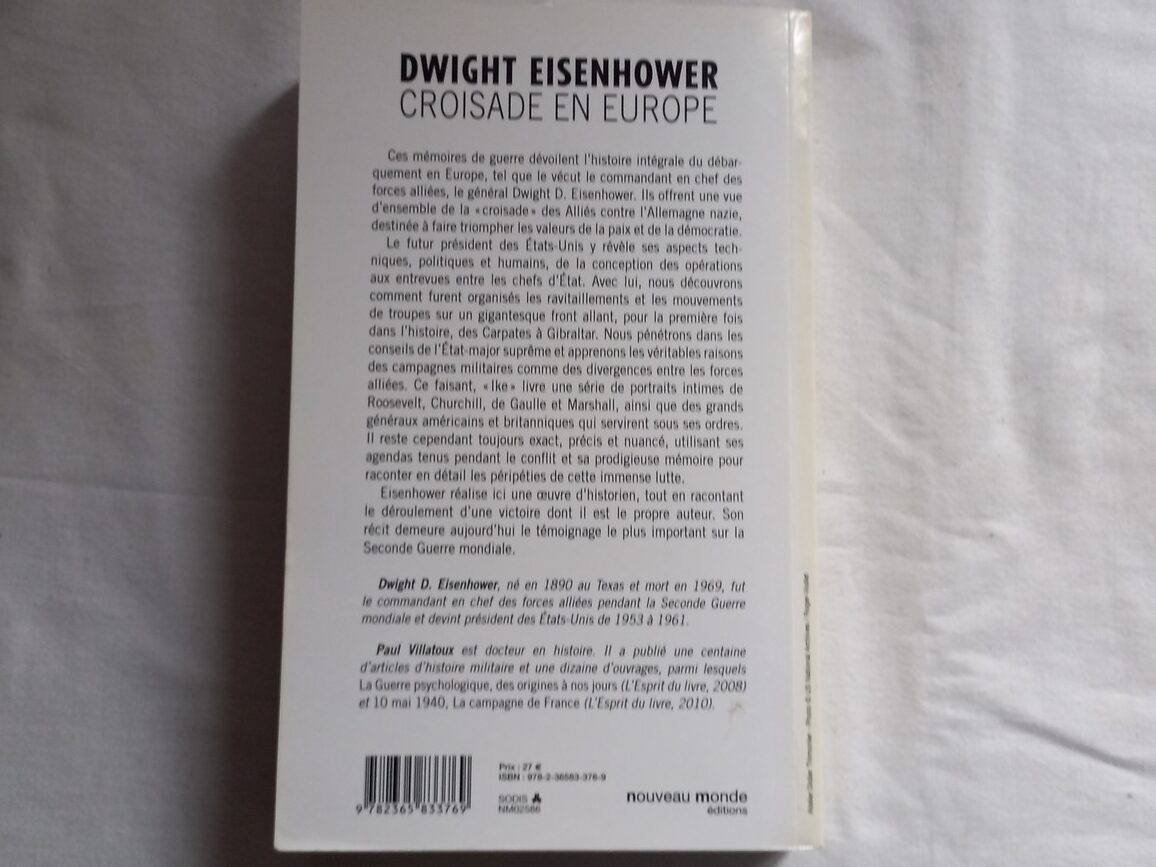 DWIGHT EISENHOWER
CROISADE EN EUROPE
Ces mémoires de guerre dévoilent l'histoire intégrale du débar-
quement en Europe, tel que le vécut le commandant en chef des
forces alliées, le général Dwight D. Eisenhower. Ils offrent une vue
d'ensemble de la «croisade» des Alliés contre l'Allemagne nazie,
destinée à faire triompher les valeurs de la paix et de la démocratie.
Le futur président des États-Unis y révèle ses aspects tech-
niques, politiques et humains, de la conception des opérations
aux entrevues entre les chefs d'État. Avec lui, nous découvrons
comment furent organisés les ravitaillements et les mouvements
de troupes sur un gigantesque front allant, pour la première fois
dans l'histoire, des Carpates à Gibraltar. Nous pénétrons dans les
conseils de l'État-major suprême et apprenons les véritables raisons
des campagnes militaires comme des divergences entre les forces
alliées. Ce faisant, «Ike» livre une série de portraits intimes de
Roosevelt, Churchill, de Gaulle et Marshall, ainsi que des grands
généraux américains et britanniques qui servirent sous ses ordres.
Il reste cependant toujours exact, précis et nuancé, utilisant ses
agendas tenus pendant le conflit et sa prodigieuse mémoire pour
raconter en détail les péripéties de cette immense lutte.
Eisenhower réalise ici une œuvre d'historien, tout en racontant
le déroulement d'une victoire dont il est le propre auteur. Son
récit demeure aujourd'hui le témoignage le plus important sur la
Seconde Guerre mondiale.
Dwight D. Eisenhower, né en 1890 au Texas et mort en 1969, fut
le commandant en chef des forces alliées pendant la Seconde Guerre
mondiale et devint président des États-Unis de 1953 à 1961.
Paul Villatoux est docteur en histoire. Il a publié une centaine
d'articles d'histoire militaire et une dizaine d'ouvrages, parmi lesquels
La Guerre psychologique, des origines à nos jours (L'Esprit du livre, 2008)
et 10 mai 1940, La campagne de France (L'Esprit du livre, 2010).
Prix : 27 €
ISBN : 978-2-36583-376-9
SODIS
NM02586
9 782365 833769
nouveau monde
éditions